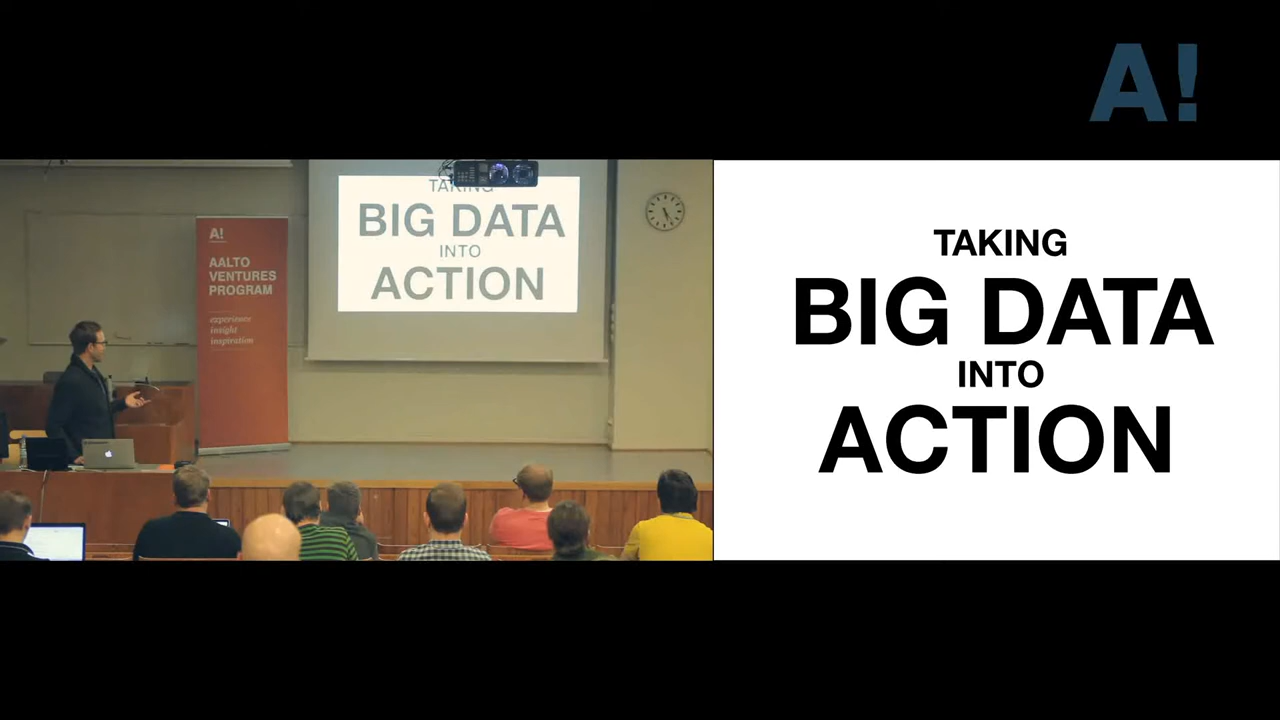 A!
A!
AALTO
VENTURES
PROGRAM
experience
insight
inspiration
TAKING
BIG DATA
INTO
ACTION
TAKING
BIG DATA
INTO
ACTION